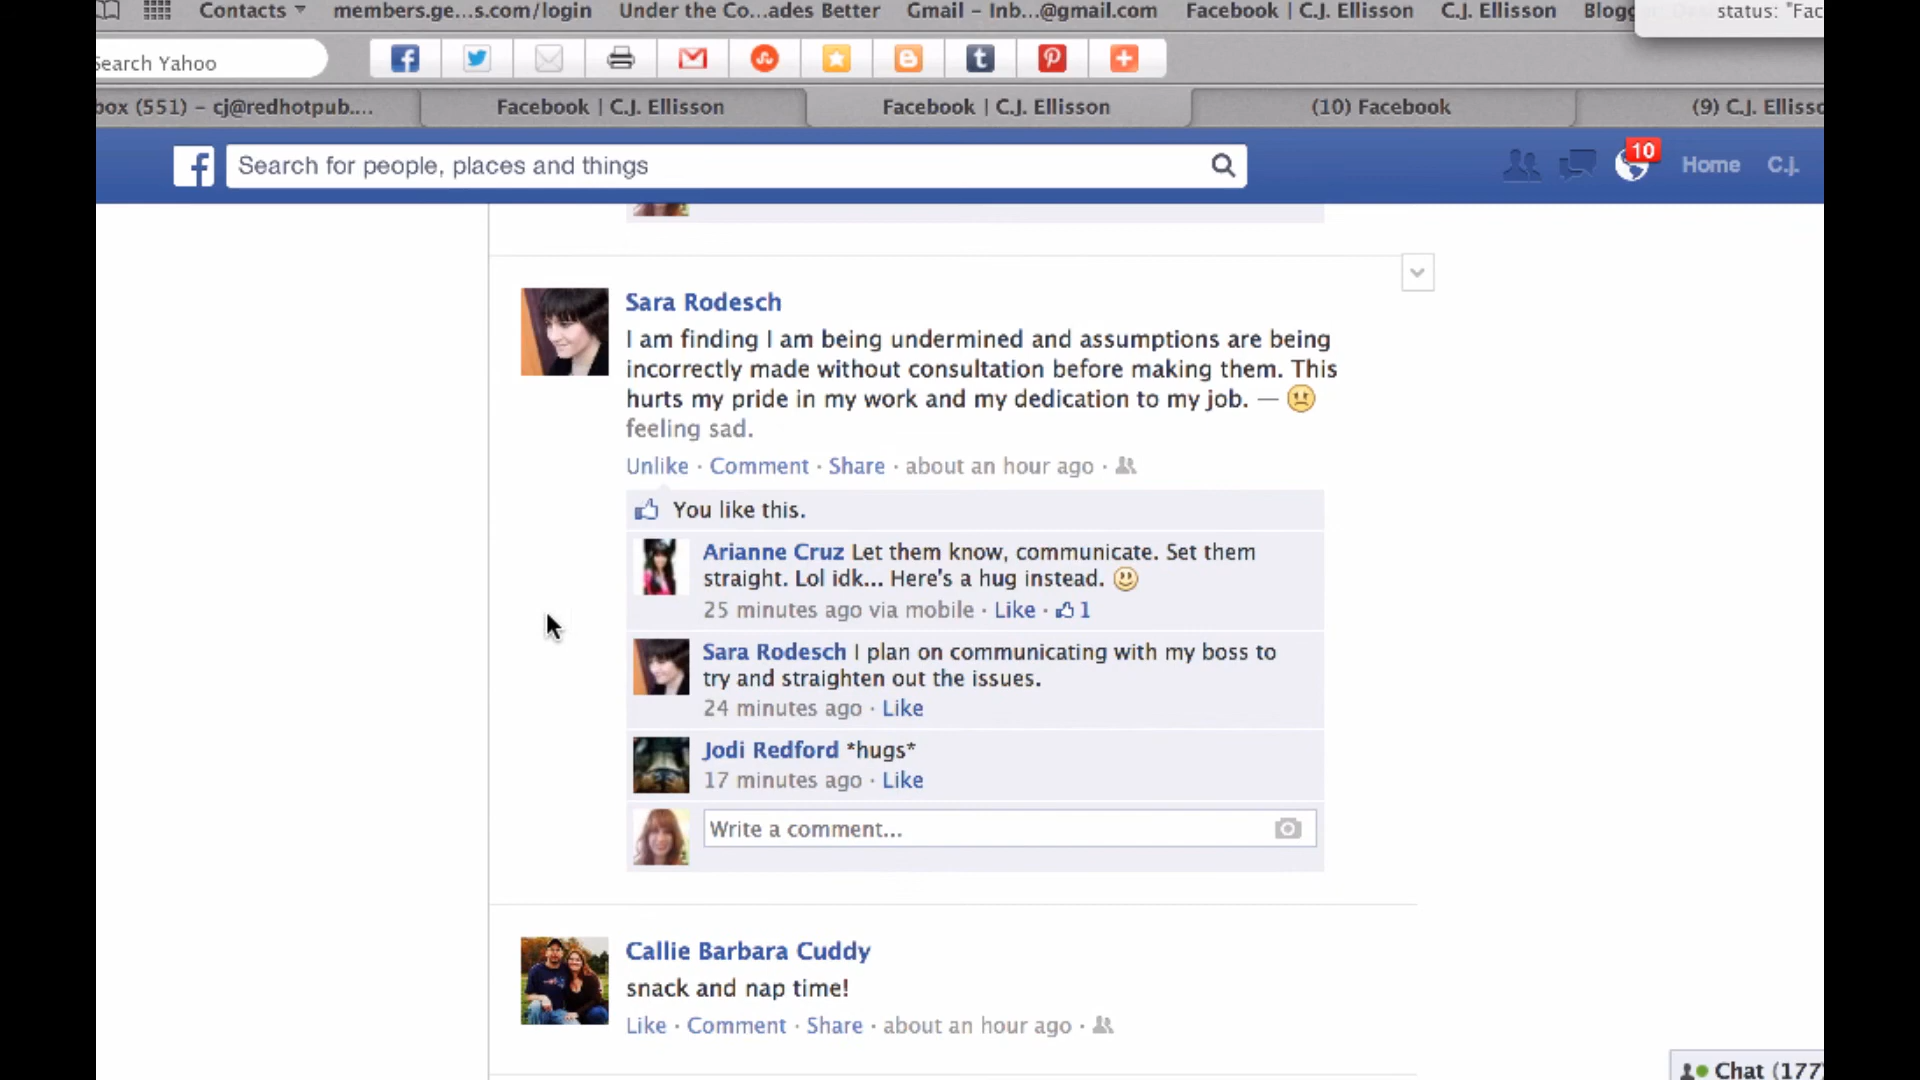 Contacts members.ge...s.com/login Under the Co...ades Better Gmail – Inb...@gmail.com Facebook | C.J. Ellisson C.J. Ellisson Blogg status: "Fac
Search Yahoo
box (551) – cj@redhotpub.... Facebook | C.J. Ellisson Facebook | C.J. Ellisson (10) Facebook (9) C.J. Ellisso
Search for people, places and things 10 Home C.J.
Sara Rodesch
I am finding I am being undermined and assumptions are being
incorrectly made without consultation before making them. This
hurts my pride in my work and my dedication to my job. —
feeling sad.
Unlike · Comment · Share · about an hour ago ·
You like this.
Arianne Cruz Let them know, communicate. Set them
straight. Lol idk... Here's a hug instead.
25 minutes ago via mobile · Like · 1
Sara Rodesch I plan on communicating with my boss to
try and straighten out the issues.
24 minutes ago · Like
Jodi Redford *hugs*
17 minutes ago · Like
Write a comment...
Callie Barbara Cuddy
snack and nap time!
Like · Comment · Share · about an hour ago ·
Chat (177